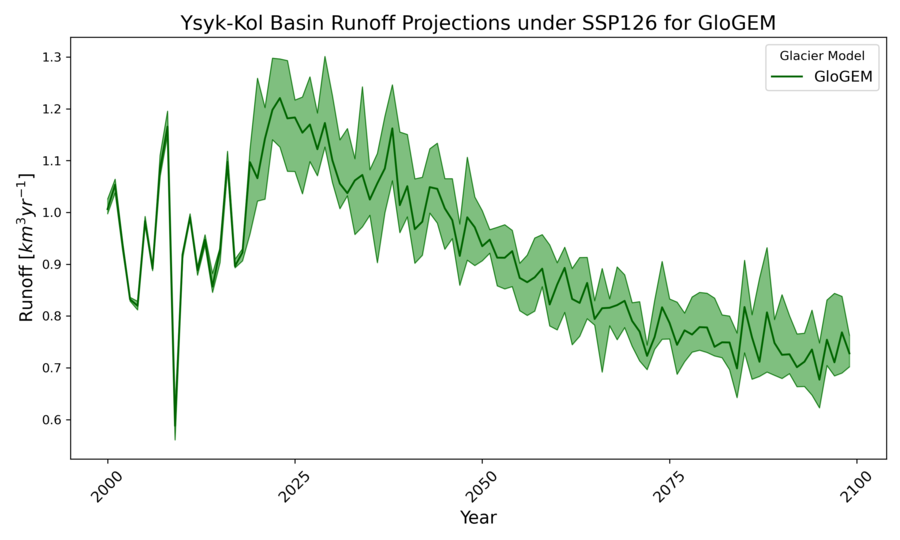 Ysyk-Kol Basin Runoff Projections under SSP126 for GloGEM
Glacier Model
GloGEM
Runoff [km³yr⁻¹]
1.3
1.2
1.1
1.0
0.9
0.8
0.7
0.6
2000
2025
2050
2075
2100
Year